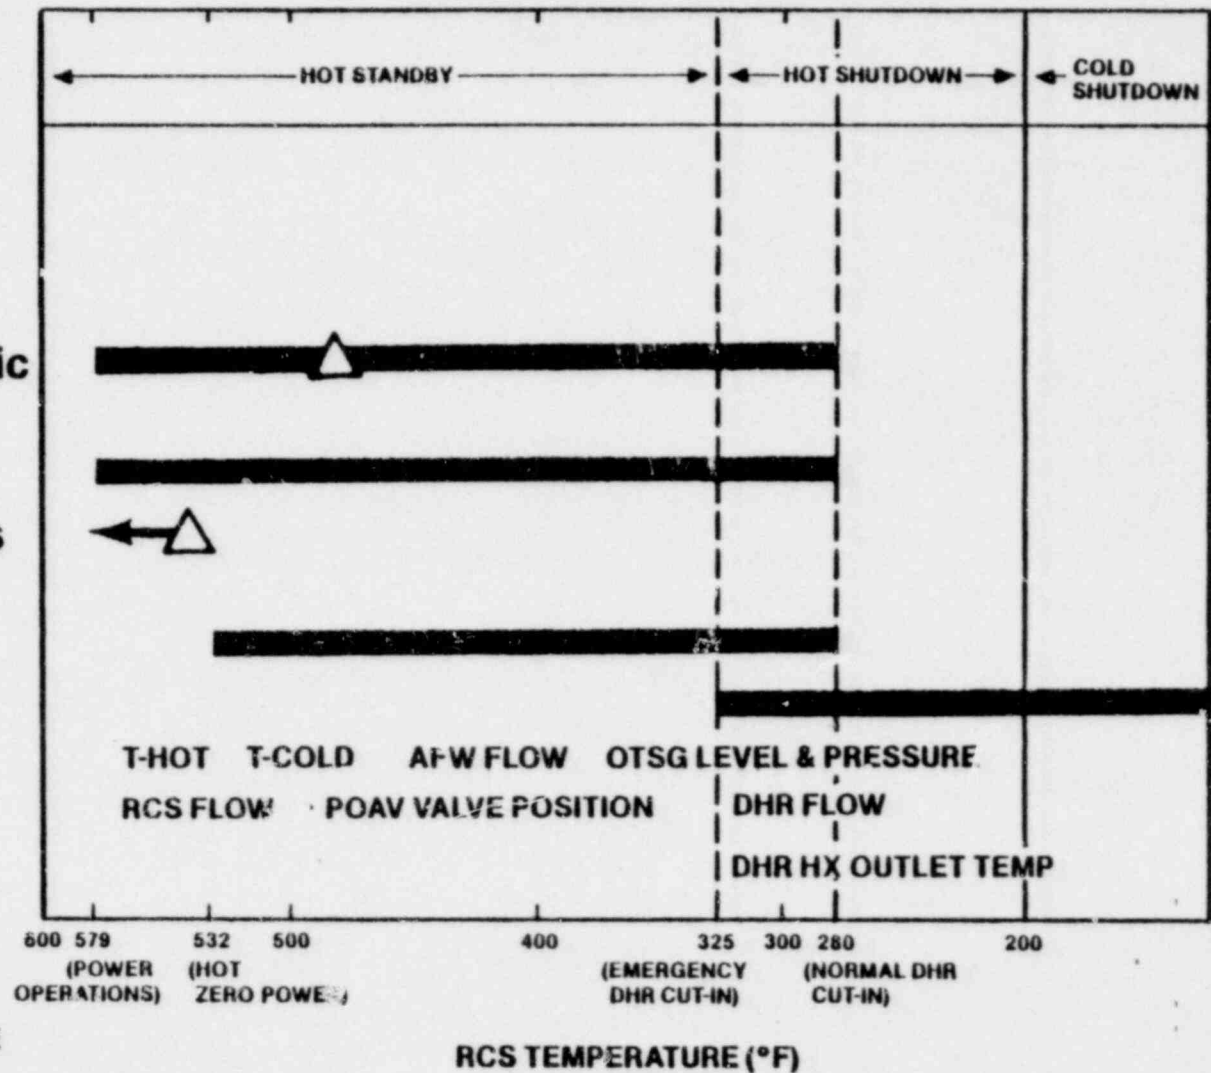 HOT STANDBY
HOT SHUTDOWN
COLD
SHUTDOWN
ic
s
T-HOT T-COLD AFW FLOW OTSG LEVEL & PRESSURE
RCS FLOW POAV VALVE POSITION DHR FLOW
DHR HX OUTLET TEMP
600 579 532 500 400 325 300 280 200
(POWER
OPERATIONS)
(HOT
ZERO POWER)
(EMERGENCY
DHR CUT-IN)
(NORMAL DHR
CUT-IN)
RCS TEMPERATURE (°F)